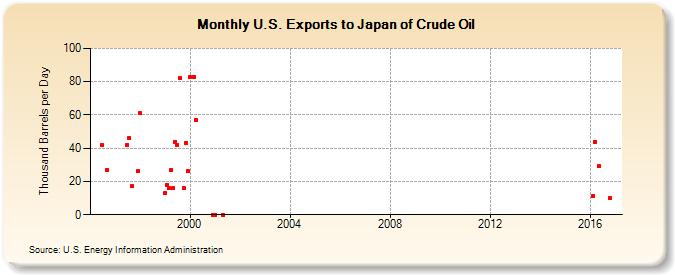 Monthly U.S. Exports to Japan of Crude Oil
Thousand Barrels per Day
100
80
60
40
20
0
2000 2004 2008 2012 2016
Source: U.S. Energy Information Administration